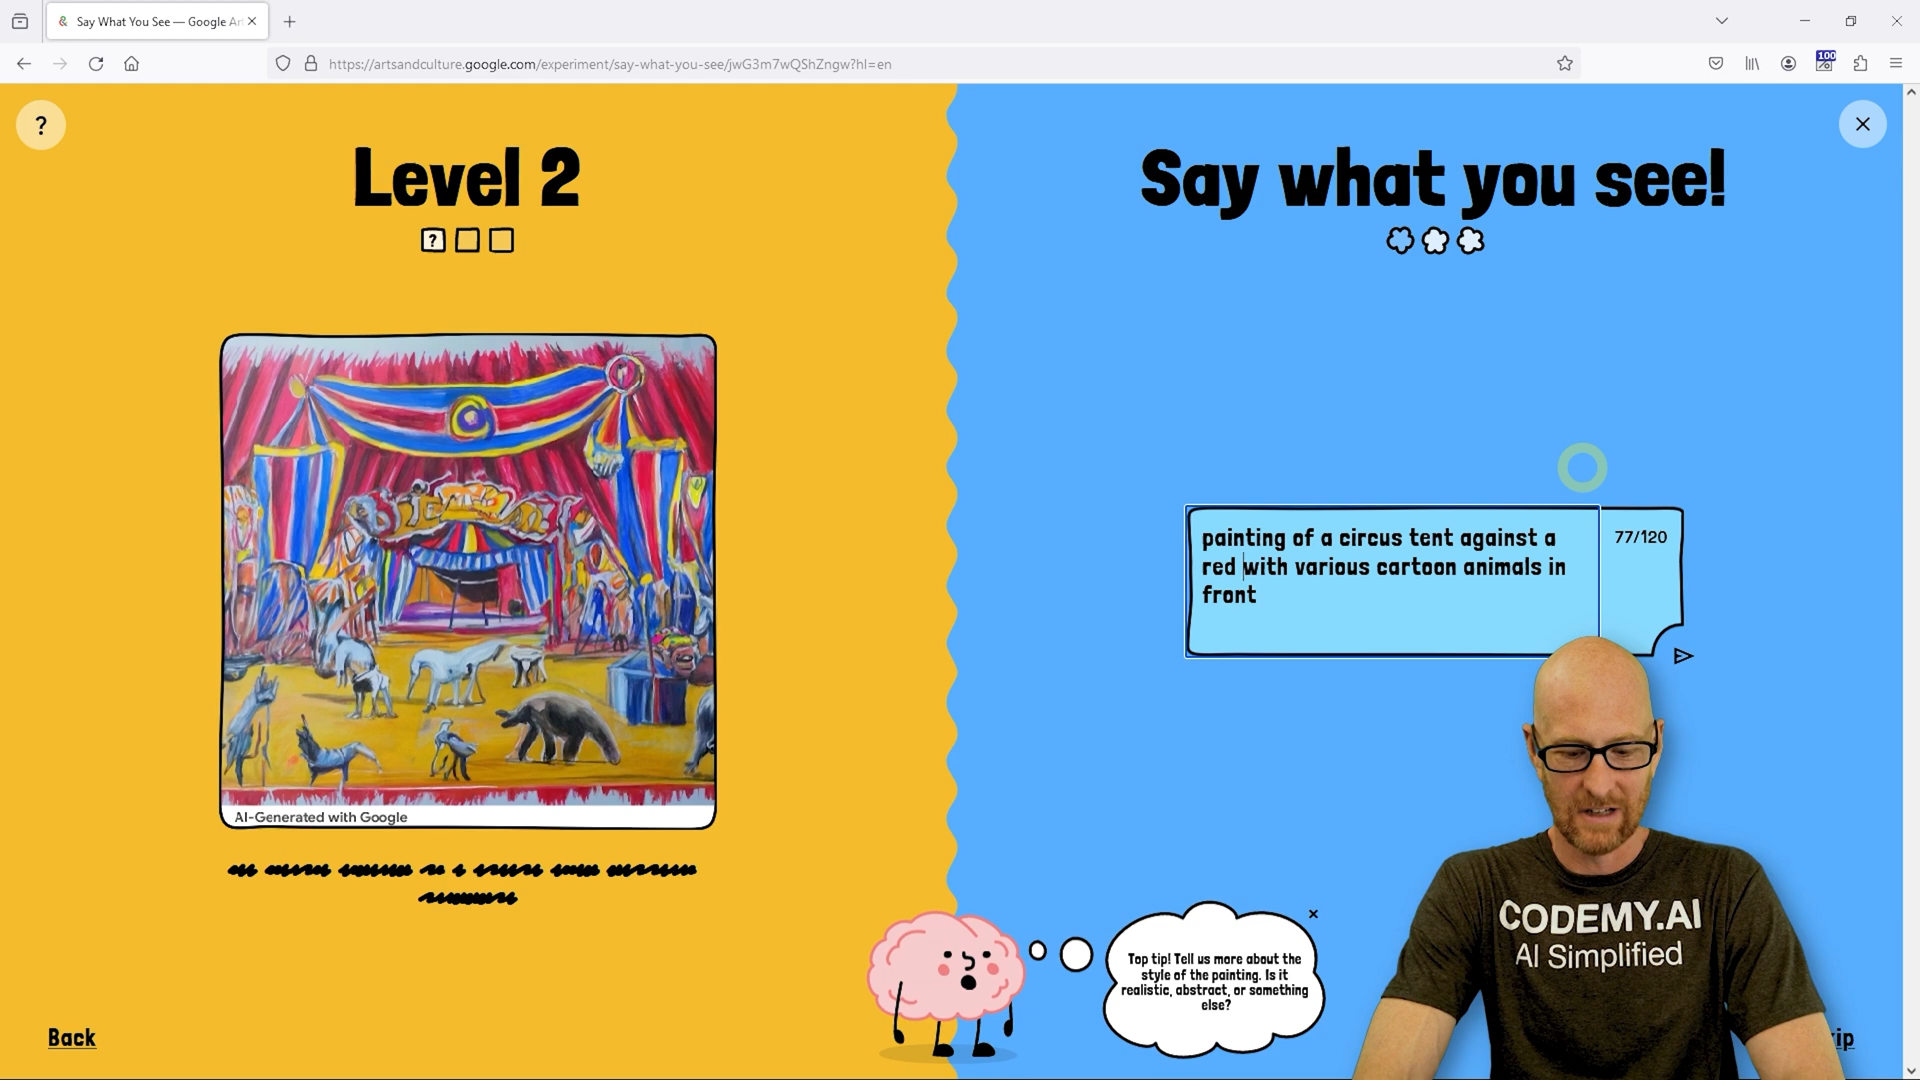 Say What You See — Google Ar
https://artsandculture.google.com/experiment/say-what-you-see/jwG3m7wQShZngw?hl=en
100
?
Level 2
?
Say what you see!
painting of a circus tent against a
red with various cartoon animals in
front
77/120
AI-Generated with Google
Top tip! Tell us more about the
style of the painting. Is it
realistic, abstract, or something
else?
CODEMY.AI
AI Simplified
Back
ip